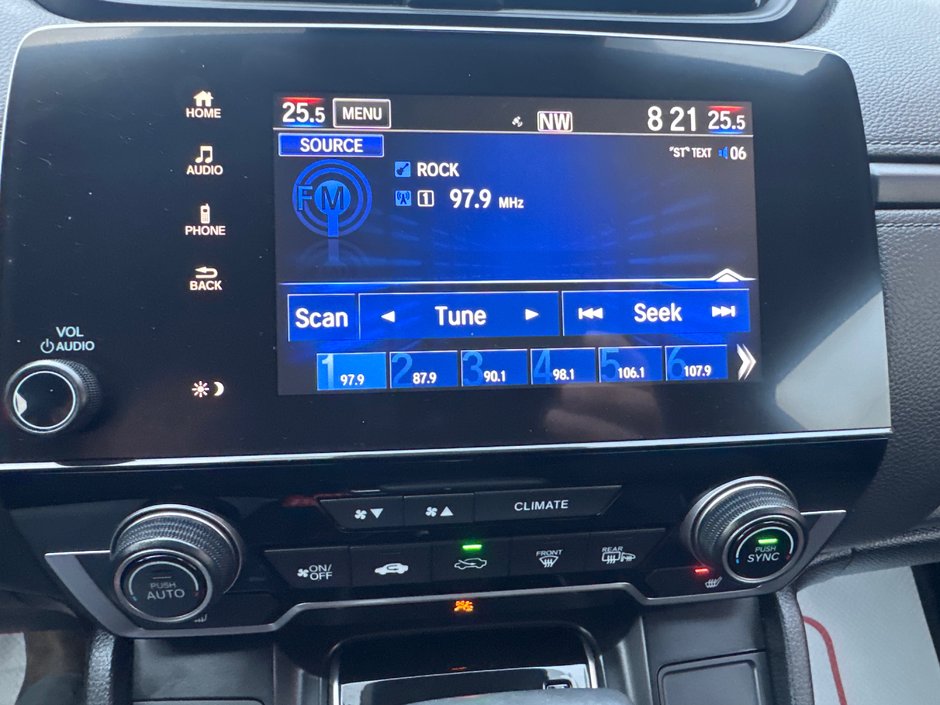 HOME
AUDIO
PHONE
BACK
VOL
AUDIO
25.5 MENU NW 8 21 25.5
SOURCE
"ST" TEXT 06
FM
ROCK
1 97.9 MHz
Scan Tune Seek
1 97.9 2 87.9 3 90.1 4 98.1 5 106.1 6 107.9
CLIMATE
ON/OFF
FRONT
REAR
PUSH
AUTO
PUSH
SYNC